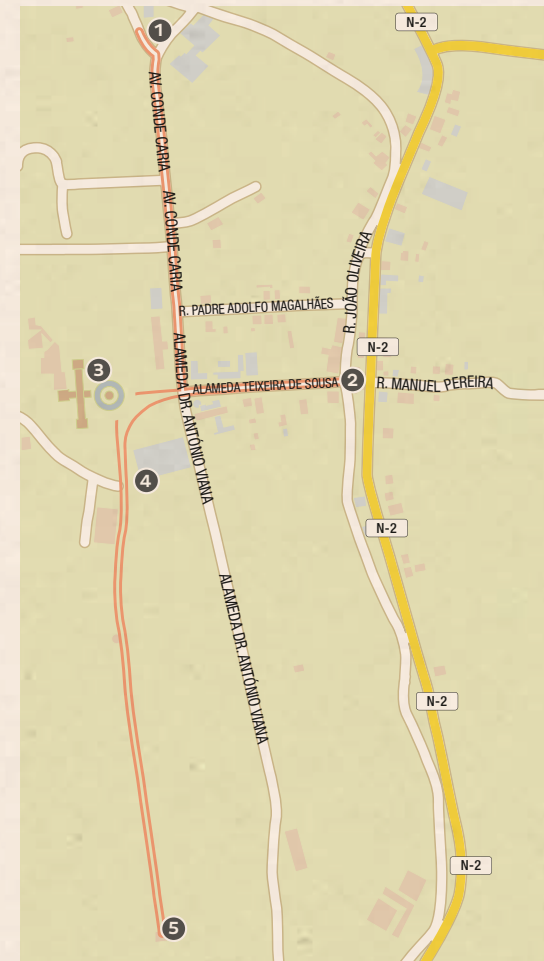 1
N-2
AV. CONDE CARIA
AV. CONDE CARIA
R. JOÃO OLIVEIRA
R. PADRE ADOLFO MAGALHÃES
N-2
ALAMEDA DR. ANTÓNIO VIANA
3
ALAMEDA TEIXEIRA DE SOUSA
2
R. MANUEL PEREIRA
4
N-2
ALAMEDA DR. ANTÓNIO VIANA
N-2
N-2
5